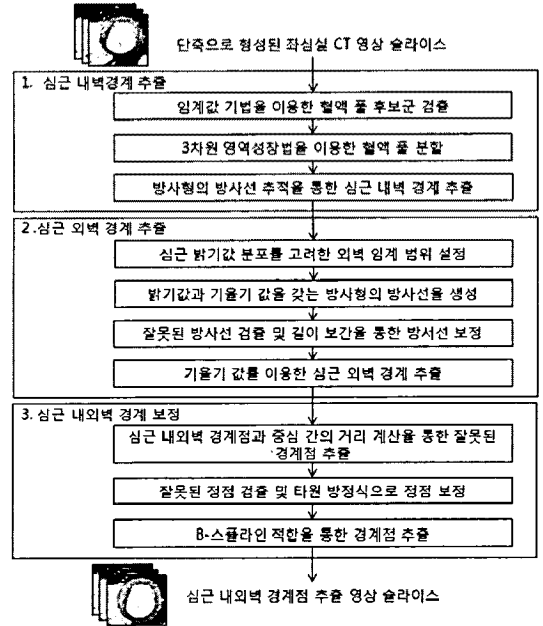 단축으로 형성된 좌심실 CT 영상 슬라이스
1. 심근 내벽경계 추출
임계값 기법을 이용한 혈액 풀 후보군 검출
3차원 영역성장법을 이용한 혈액 풀 분할
방사형의 방사선 추적을 통한 심근 내벽 경계 추출
2.심근 외벽 경계 추출
심근 밝기값 분포를 고려한 외벽 임계 범위 설정
밝기값과 기울기 값을 갖는 방사형의 방사선을 생성
잘못된 방사선 검출 및 길이 보간을 통한 방서선 보정
기울기 값를 이용한 심근 외벽 경계 추출
3. 심근 내외벽 경계 보정
심근 내외벽 경계점과 중심 간의 거리 계산을 통한 잘못된
경계점 추출
잘못된 정점 검출 및 타원 방정식으로 정점 보정
B-스플라인 적합을 통한 경계점 추출
심근 내외벽 경계점 추출 영상 슬라이스